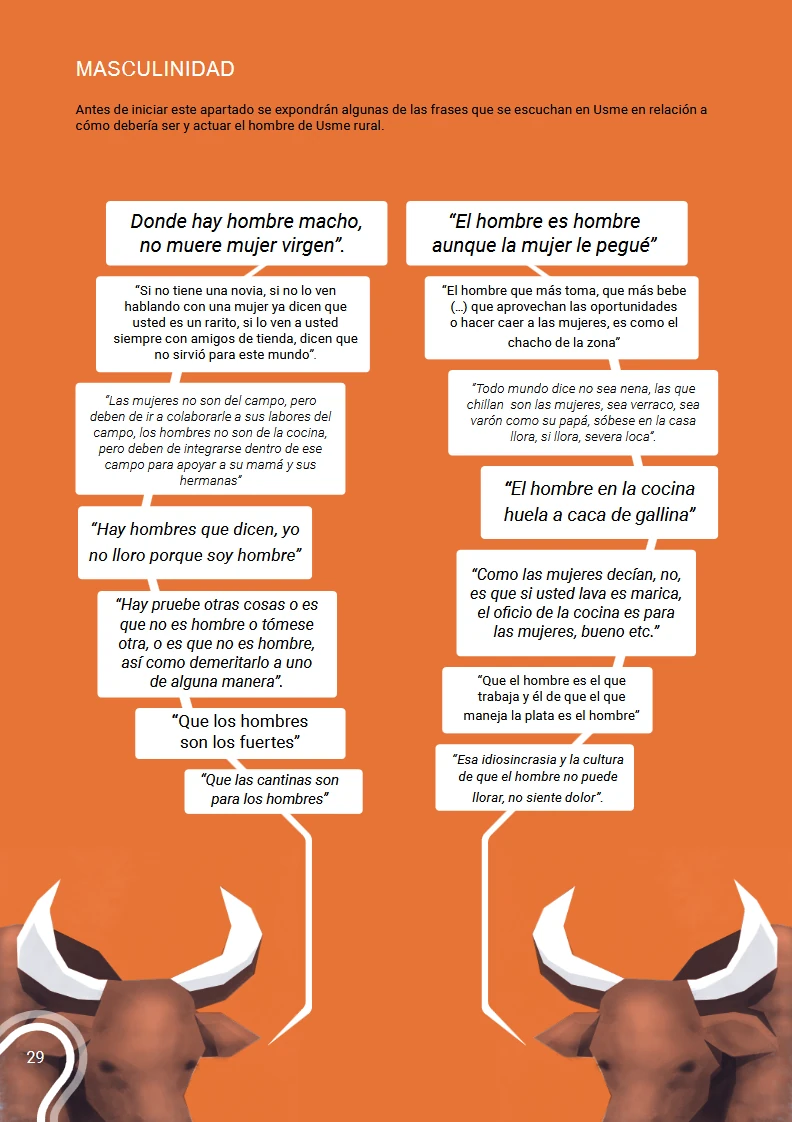 MASCULINIDAD
Antes de iniciar este apartado se expondrán algunas de las frases que se escuchan en Usme en relación a
cómo debería ser y actuar el hombre de Usme rural.
Donde hay hombre macho,
no muere mujer virgen”.
“Si no tiene una novia, si no lo ven
hablando con una mujer ya dicen que
usted es un rarito, si lo ven a usted
siempre con amigos de tienda, dicen que
no sirvió para este mundo”.
“Las mujeres no son del campo, pero
deben de ir a colaborarle a sus labores del
campo, los hombres no son de la cocina,
pero deben de integrarse dentro de ese
campo para apoyar a su mamá y sus
hermanas”
“Hay hombres que dicen, yo
no lloro porque soy hombre”
“Hay pruebe otras cosas o es
que no es hombre o tómese
otra, o es que no es hombre,
así como demeritarlo a uno
de alguna manera”.
“Que los hombres
son los fuertes”
“Que las cantinas son
para los hombres”
“El hombre es hombre
aunque la mujer le pegué”
“El hombre que más toma, que más bebe
(...) que aprovechan las oportunidades
o hacer caer a las mujeres, es como el
chacho de la zona”
“Todo mundo dice no sea nena, las que
chillan son las mujeres, sea verraco, sea
varón como su papá, sóbese en la casa
llora, si llora, severa loca”.
“El hombre en la cocina
huela a caca de gallina”
“Como las mujeres decían, no,
es que si usted lava es marica,
el oficio de la cocina es para
las mujeres, bueno etc.”
“Que el hombre es el que
trabaja y él de que el que
maneja la plata es el hombre”
“Esa idiosincrasia y la cultura
de que el hombre no puede
llorar, no siente dolor”.
29